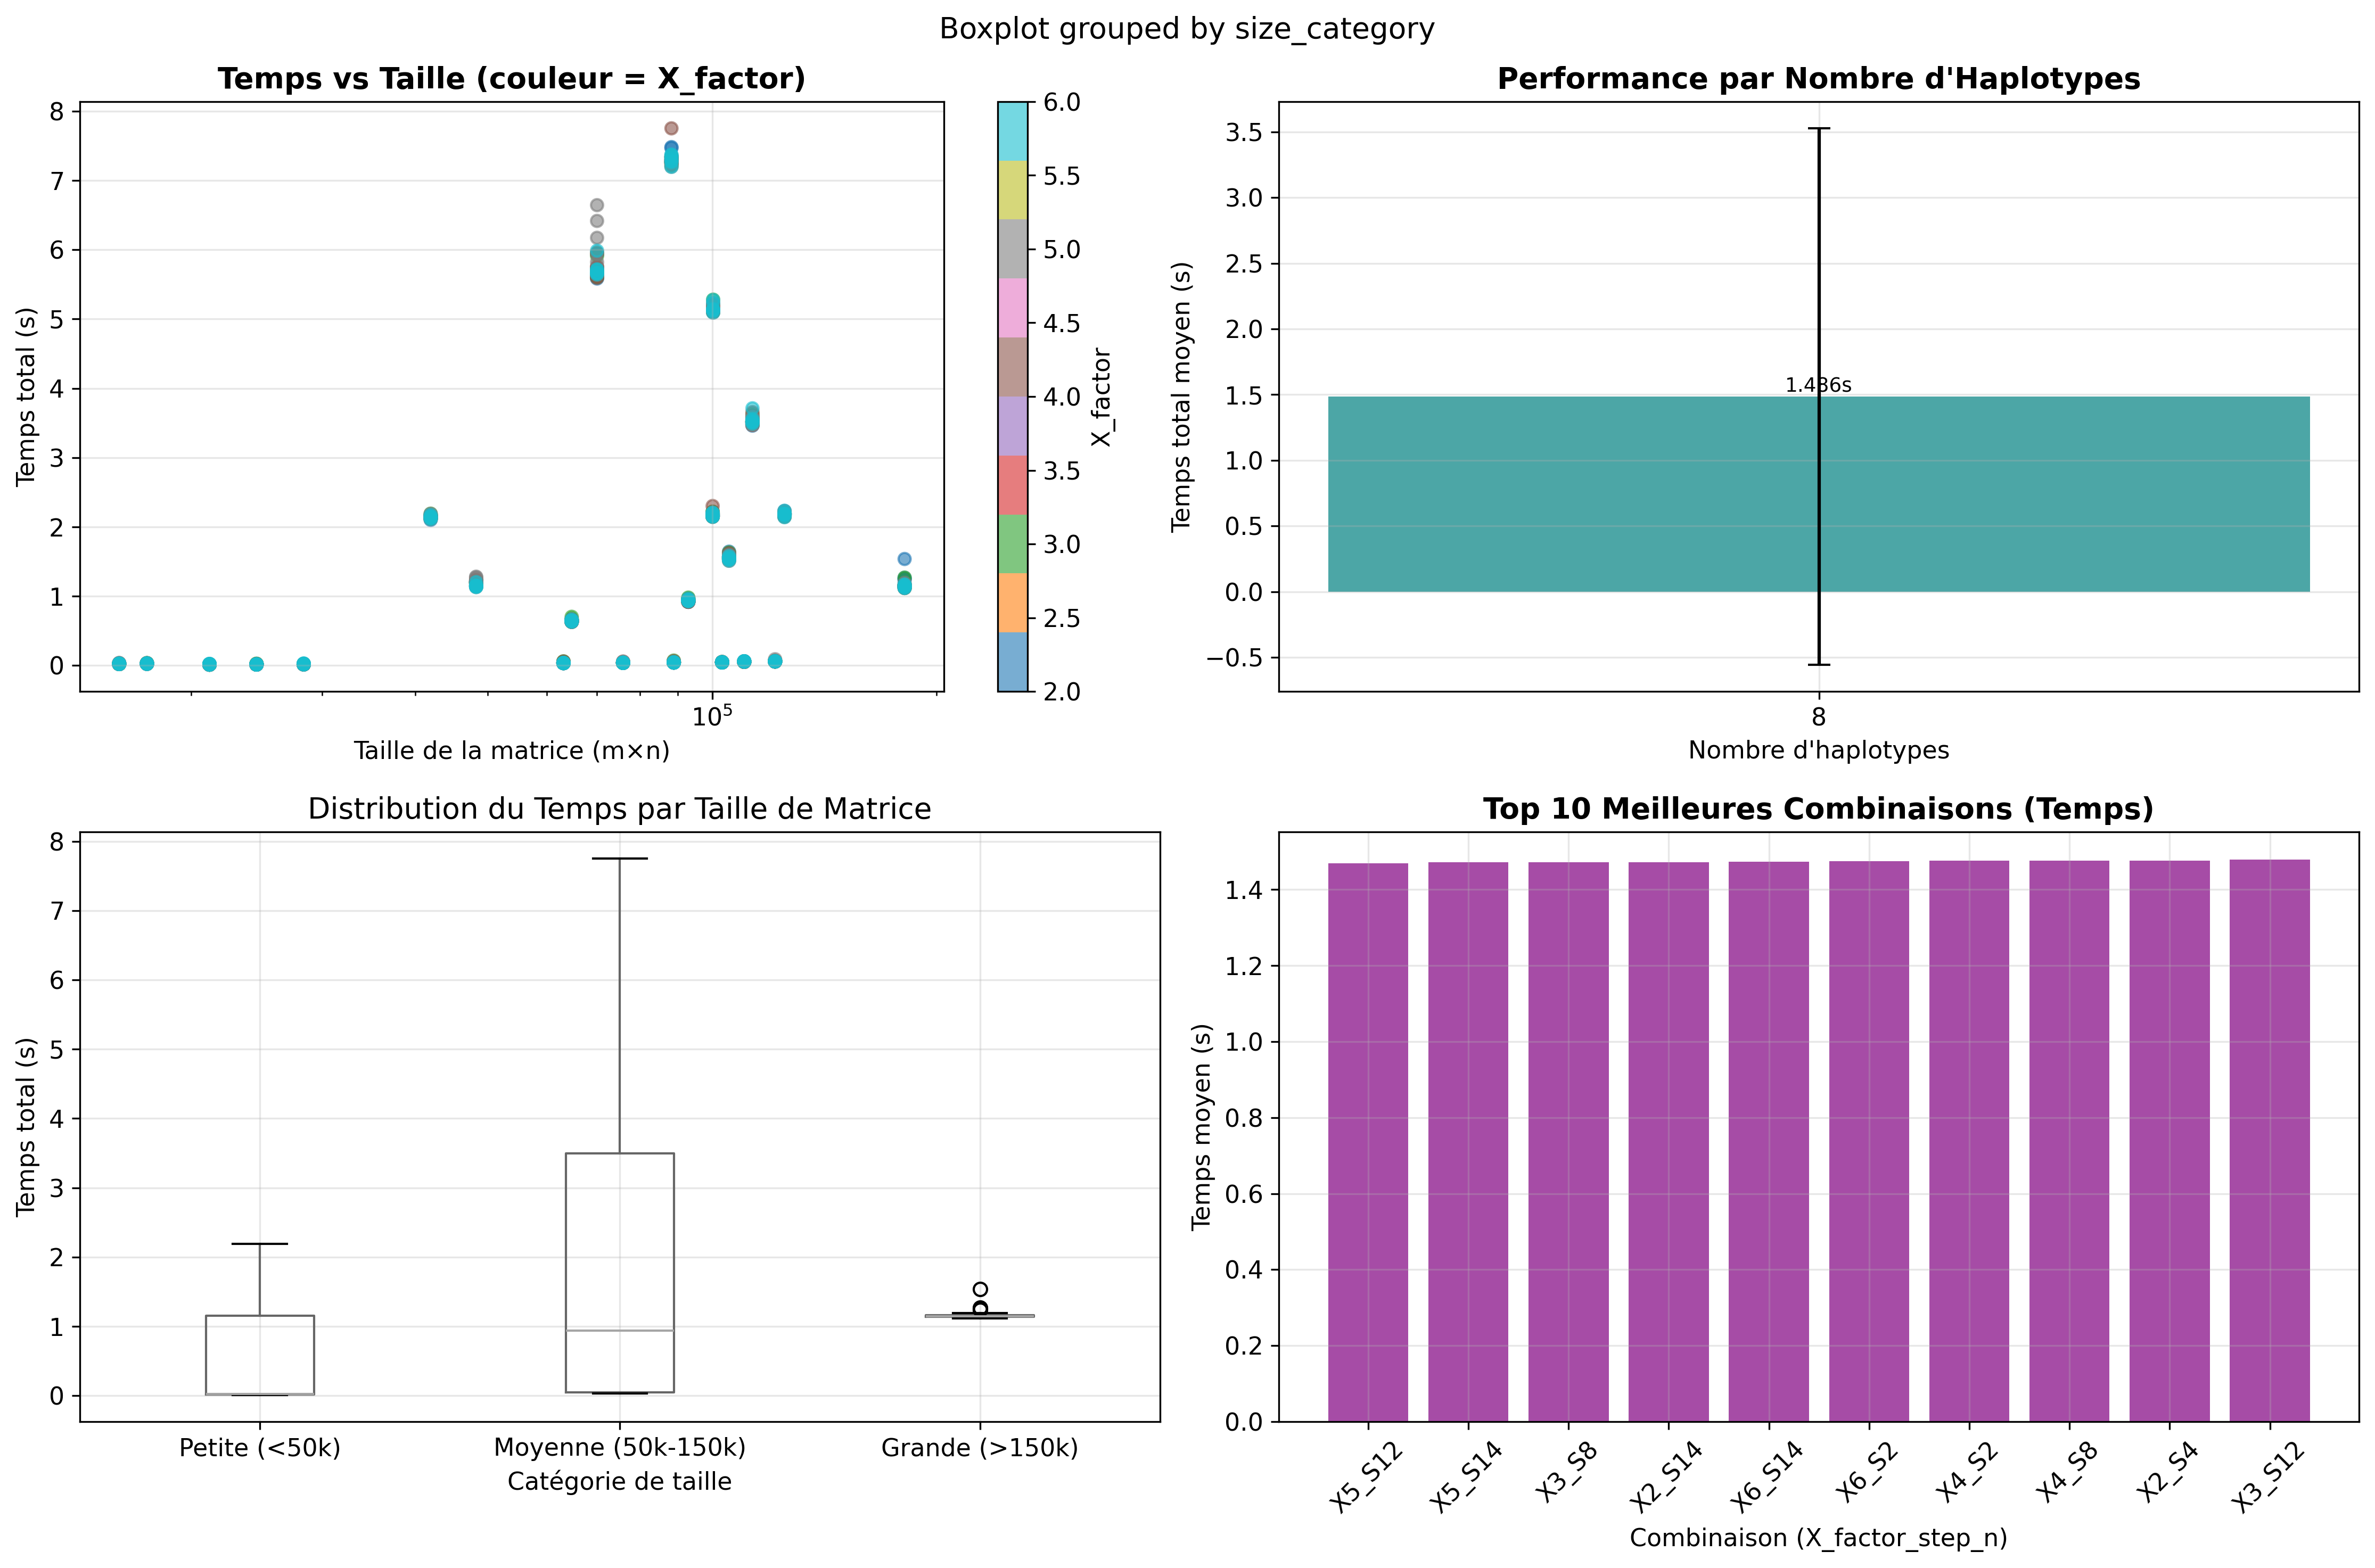 Boxplot grouped by size_category
Temps vs Taille (couleur = X_factor)
8
7
6
5
4
3
2
1
0
Temps total (s)
10⁵
Taille de la matrice (m×n)
6.0
5.5
5.0
4.5
4.0
3.5
3.0
2.5
2.0
X_factor
Performance par Nombre d'Haplotypes
3.5
3.0
2.5
2.0
1.5
1.0
0.5
0.0
−0.5
Temps total moyen (s)
1.486s
8
Nombre d'haplotypes
Distribution du Temps par Taille de Matrice
8
7
6
5
4
3
2
1
0
Temps total (s)
Petite (<50k)
Moyenne (50k-150k)
Grande (>150k)
Catégorie de taille
Top 10 Meilleures Combinaisons (Temps)
1.4
1.2
1.0
0.8
0.6
0.4
0.2
0.0
Temps moyen (s)
X5_S12
X5_S14
X3_S8
X2_S14
X6_S14
X6_S2
X4_S2
X4_S8
X2_S4
X3_S12
Combinaison (X_factor_step_n)